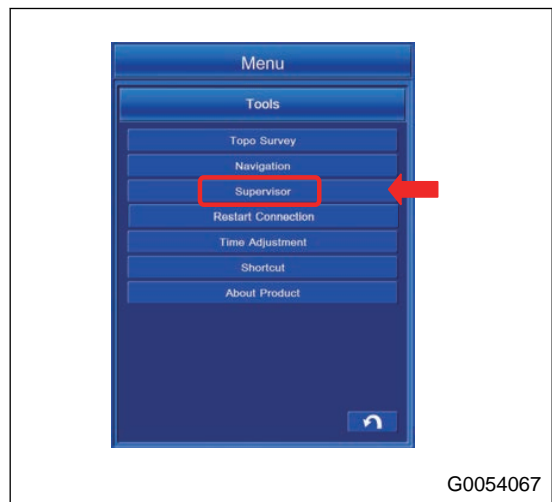 Menu
Tools
Topo Survey
Navigation
Supervisor
Restart Connection
Time Adjustment
Shortcut
About Product
G0054067